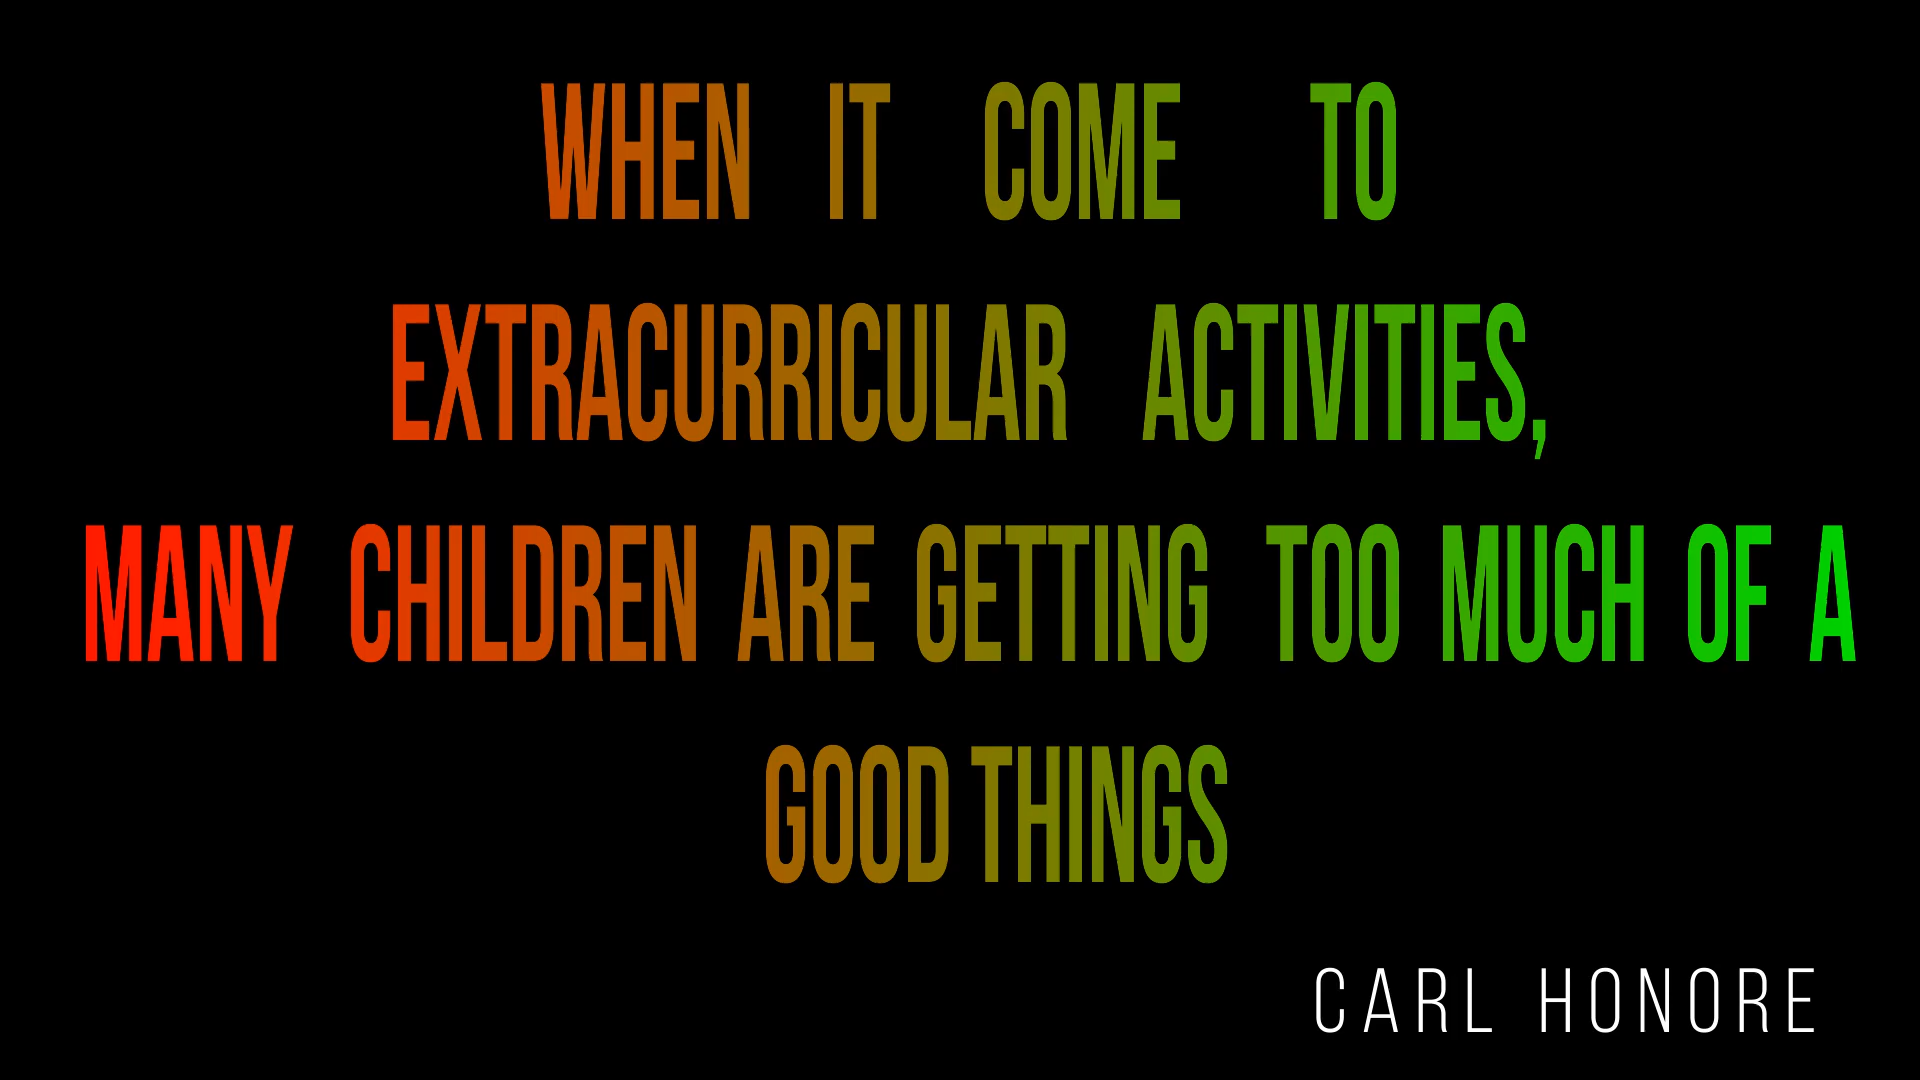 WHEN IT COME TO
EXTRACURRICULAR ACTIVITIES,
MANY CHILDREN ARE GETTING TOO MUCH OF A
GOOD THINGS
CARL HONORE